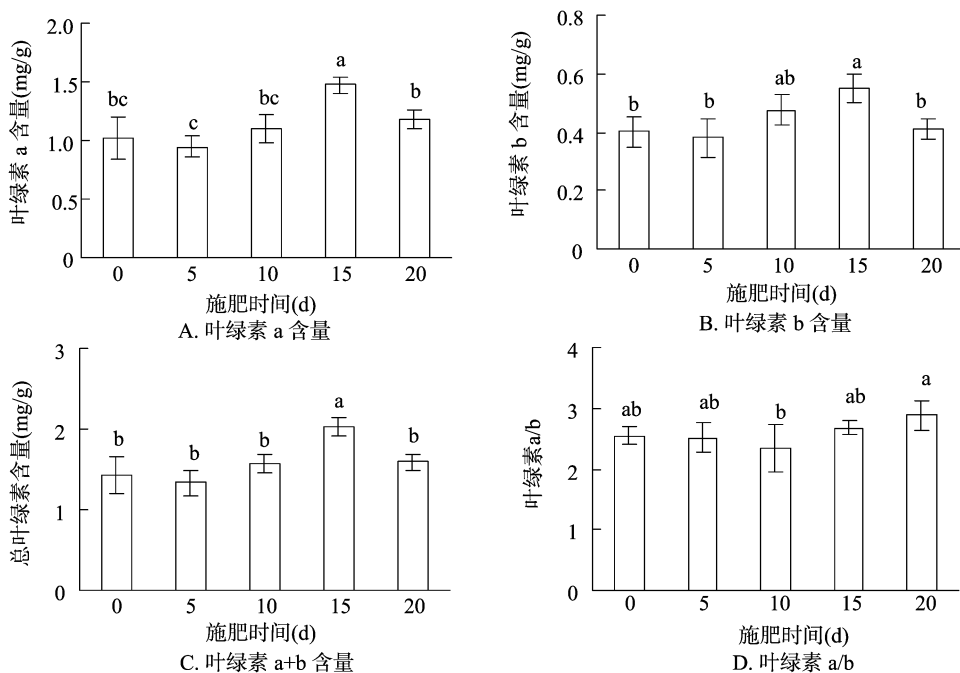 叶绿素 a 含量(mg/g)
2.0
1.5
1.0
0.5
0
bc
c
bc
a
b
0 5 10 15 20
施肥时间(d)
A. 叶绿素 a 含量
叶绿素 b 含量(mg/g)
0.8
0.6
0.4
0.2
0
b
b
ab
a
b
0 5 10 15 20
施肥时间(d)
B. 叶绿素 b 含量
总叶绿素含量(mg/g)
3
2
1
0
b
b
b
a
b
0 5 10 15 20
施肥时间(d)
C. 叶绿素 a+b 含量
叶绿素a/b
4
3
2
1
0
ab
ab
b
ab
a
0 5 10 15 20
施肥时间(d)
D. 叶绿素 a/b